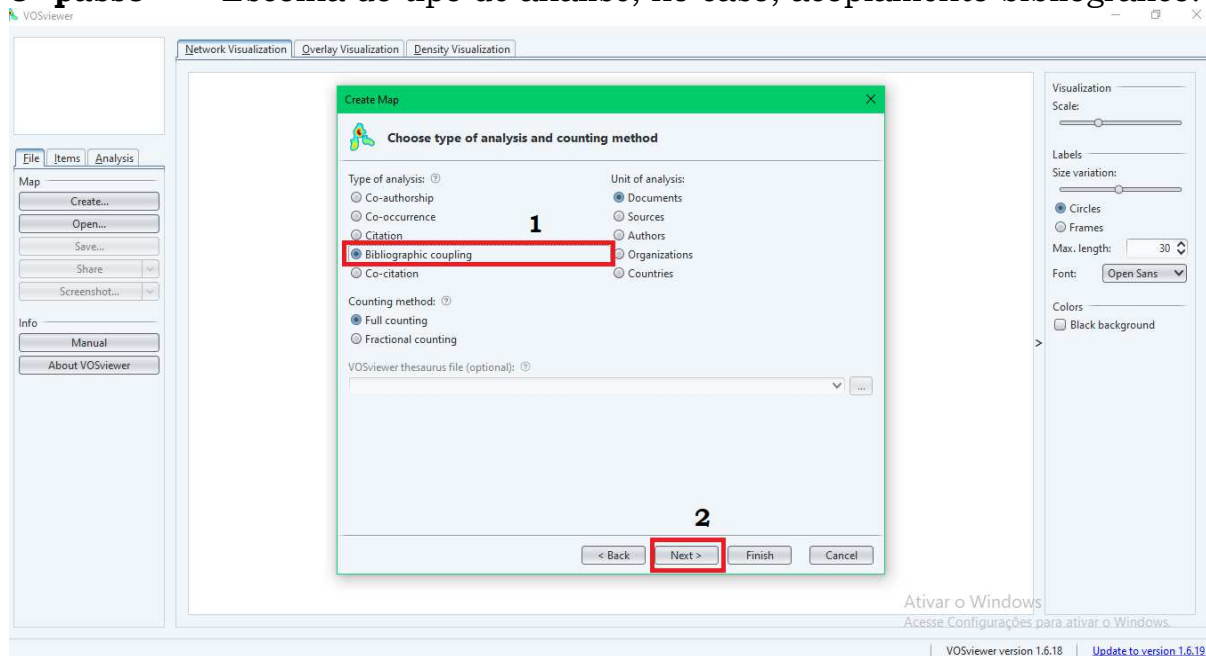 passo Escolha do tipo de análise, no caso, acoplamento bibliográfico.
VOSviewer
Network Visualization Overlay Visualization Density Visualization
File Items Analysis
Map
Create...
Open...
Save...
Share
Screenshot...
Info
Manual
About VOSviewer
Create Map
Choose type of analysis and counting method
Type of analysis:
Co-authorship
Co-occurrence
Citation
Bibliographic coupling
Co-citation
1
Unit of analysis:
Documents
Sources
Authors
Organizations
Countries
Counting method:
Full counting
Fractional counting
VOSviewer thesaurus file (optional):
...
2
< Back Next > Finish Cancel
Visualization
Scale:
Labels
Size variation:
Circles
Frames
Max. length: 30
Font: Open Sans
Colors
Black background
>
Ativar o Windows
Acesse Configurações para ativar o Windows.
VOSviewer version 1.6.18 Update to version 1.6.19